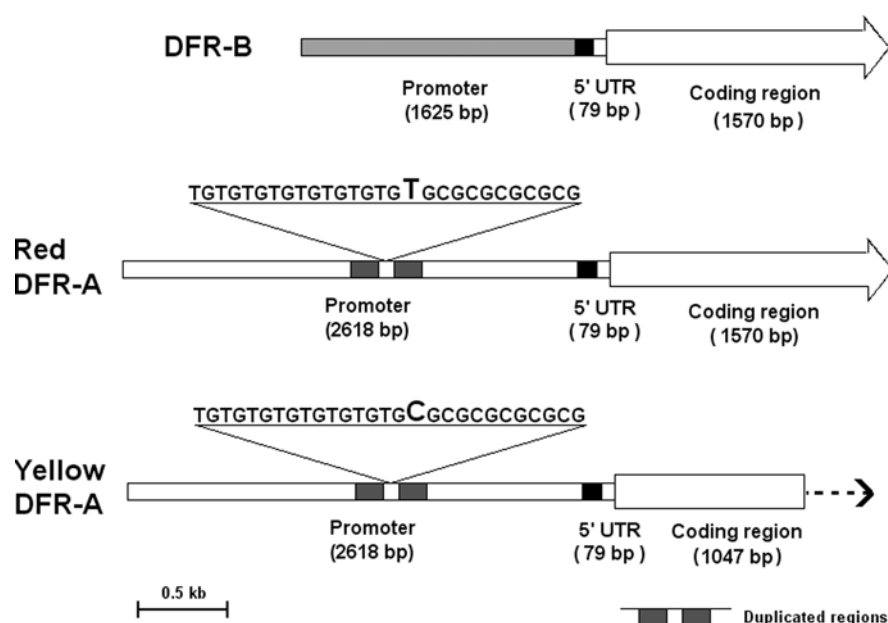 DFR-B
Promoter
(1625 bp)
5' UTR
(79 bp)
Coding region
(1570 bp)
TGTGTGTGTGTGTGTGTGCGCGCGCGCG
Red
DFR-A
Promoter
(2618 bp)
5' UTR
(79 bp)
Coding region
(1570 bp)
TGTGTGTGTGTGTGTGCGCGCGCGCGCG
Yellow
DFR-A
Promoter
(2618 bp)
5' UTR
(79 bp)
Coding region
(1047 bp)
0.5 kb
Duplicated regions